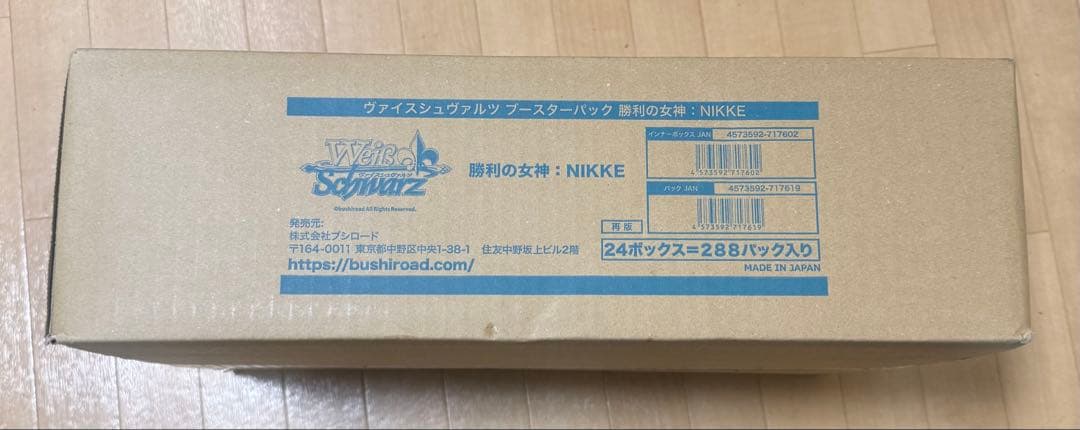 ヴァイスシュヴァルツ ブースターパック 勝利の女神：NIKKE
Weiß
ヴァイスシュヴァルツ
Schwarz
©bushiroad All Rights Reserved.
勝利の女神：NIKKE
インナーボックス JAN 4573592-717602
4 573592 717602
パック JAN 4573592-717619
4 573592 717619
発売元:
株式会社ブシロード
〒164-0011 東京都中野区中央1-38-1 住友中野坂上ビル2階
https://bushiroad.com/
再版
24ボックス=288パック入り
MADE IN JAPAN